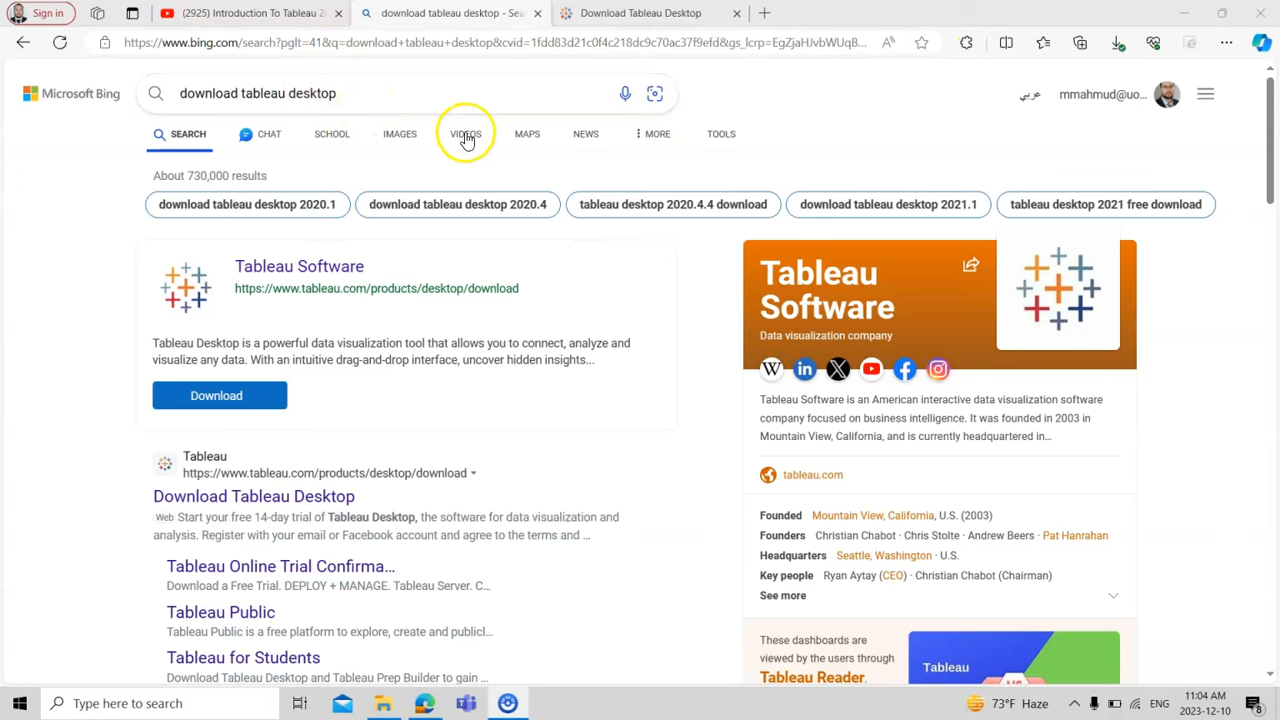 Sign in
(2925) Introduction To Tableau 2
download tableau desktop - Sea
Download Tableau Desktop
https://www.bing.com/search?pglt=41&q=download+tableau+desktop&cvid=1fdd83d21c0f4c218dc9c70ac37f9efd&gs_lcrp=EgZjaHJvbWUqB...
Microsoft Bing
download tableau desktop
عربي
mmahmud@uo...
SEARCH
CHAT
SCHOOL
IMAGES
VIDEOS
MAPS
NEWS
MORE
TOOLS
About 730,000 results
download tableau desktop 2020.1
download tableau desktop 2020.4
tableau desktop 2020.4.4 download
download tableau desktop 2021.1
tableau desktop 2021 free download
Tableau Software
https://www.tableau.com/products/desktop/download
Tableau Desktop is a powerful data visualization tool that allows you to connect, analyze and
visualize any data. With an intuitive drag-and-drop interface, uncover hidden insights...
Download
Tableau
https://www.tableau.com/products/desktop/download
Download Tableau Desktop
Web Start your free 14-day trial of Tableau Desktop, the software for data visualization and
analysis. Register with your email or Facebook account and agree to the terms and ...
Tableau Online Trial Confirma...
Download a Free Trial. DEPLOY + MANAGE. Tableau Server. C...
Tableau Public
Tableau Public is a free platform to explore, create and publicl...
Tableau for Students
Download Tableau Desktop and Tableau Prep Builder to work on dat...
Tableau
Software
Data visualization company
W
in
X
Tableau Software is an American interactive data visualization software
company focused on business intelligence. It was founded in 2003 in
Mountain View, California, and is currently headquartered in...
tableau.com
Founded Mountain View, California, U.S. (2003)
Founders Christian Chabot · Chris Stolte · Andrew Beers · Pat Hanrahan
Headquarters Seattle, Washington · U.S.
Key people Ryan Aytay (CEO) · Christian Chabot (Chairman)
See more
These dashboards are
viewed by the users through
Tableau Reader,
Tableau
US
Type here to search
73°F Haze
ENG
11:04 AM
2023-12-10
8